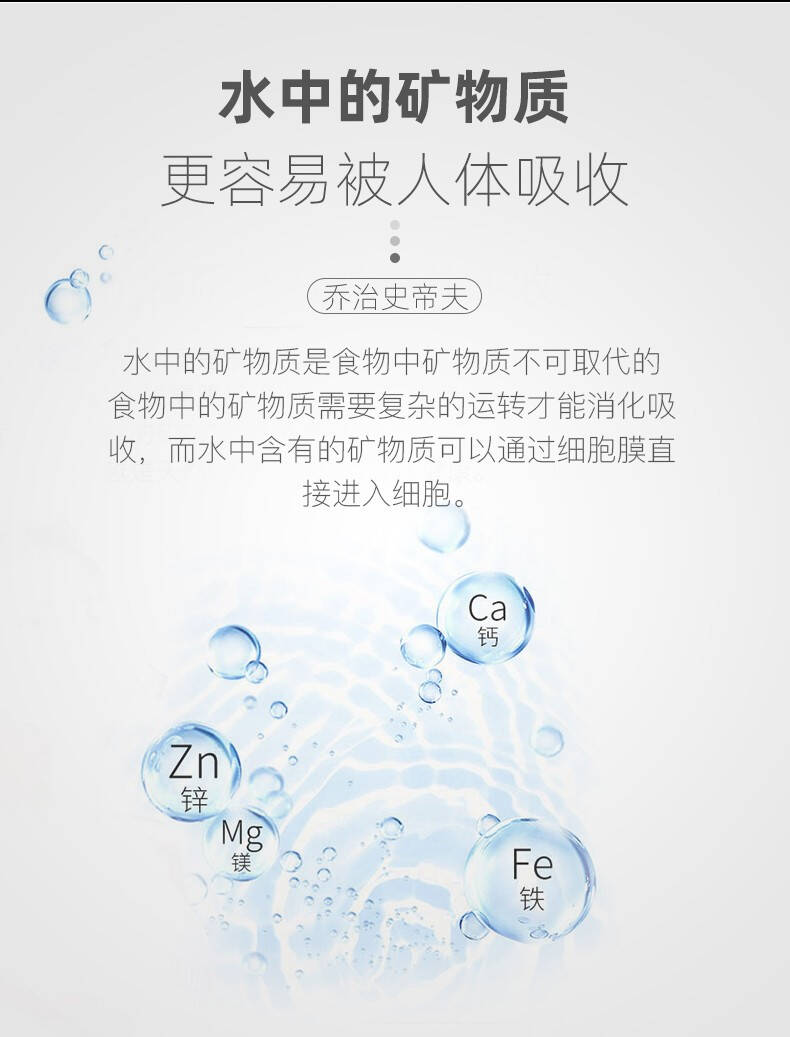 水中的矿物质
更容易被人体吸收
乔治史帝夫
水中的矿物质是食物中矿物质不可取代的
食物中的矿物质需要复杂的运转才能消化吸
收，而水中含有的矿物质可以通过细胞膜直
接进入细胞。
Ca
钙
Zn
锌
Mg
镁
Fe
铁